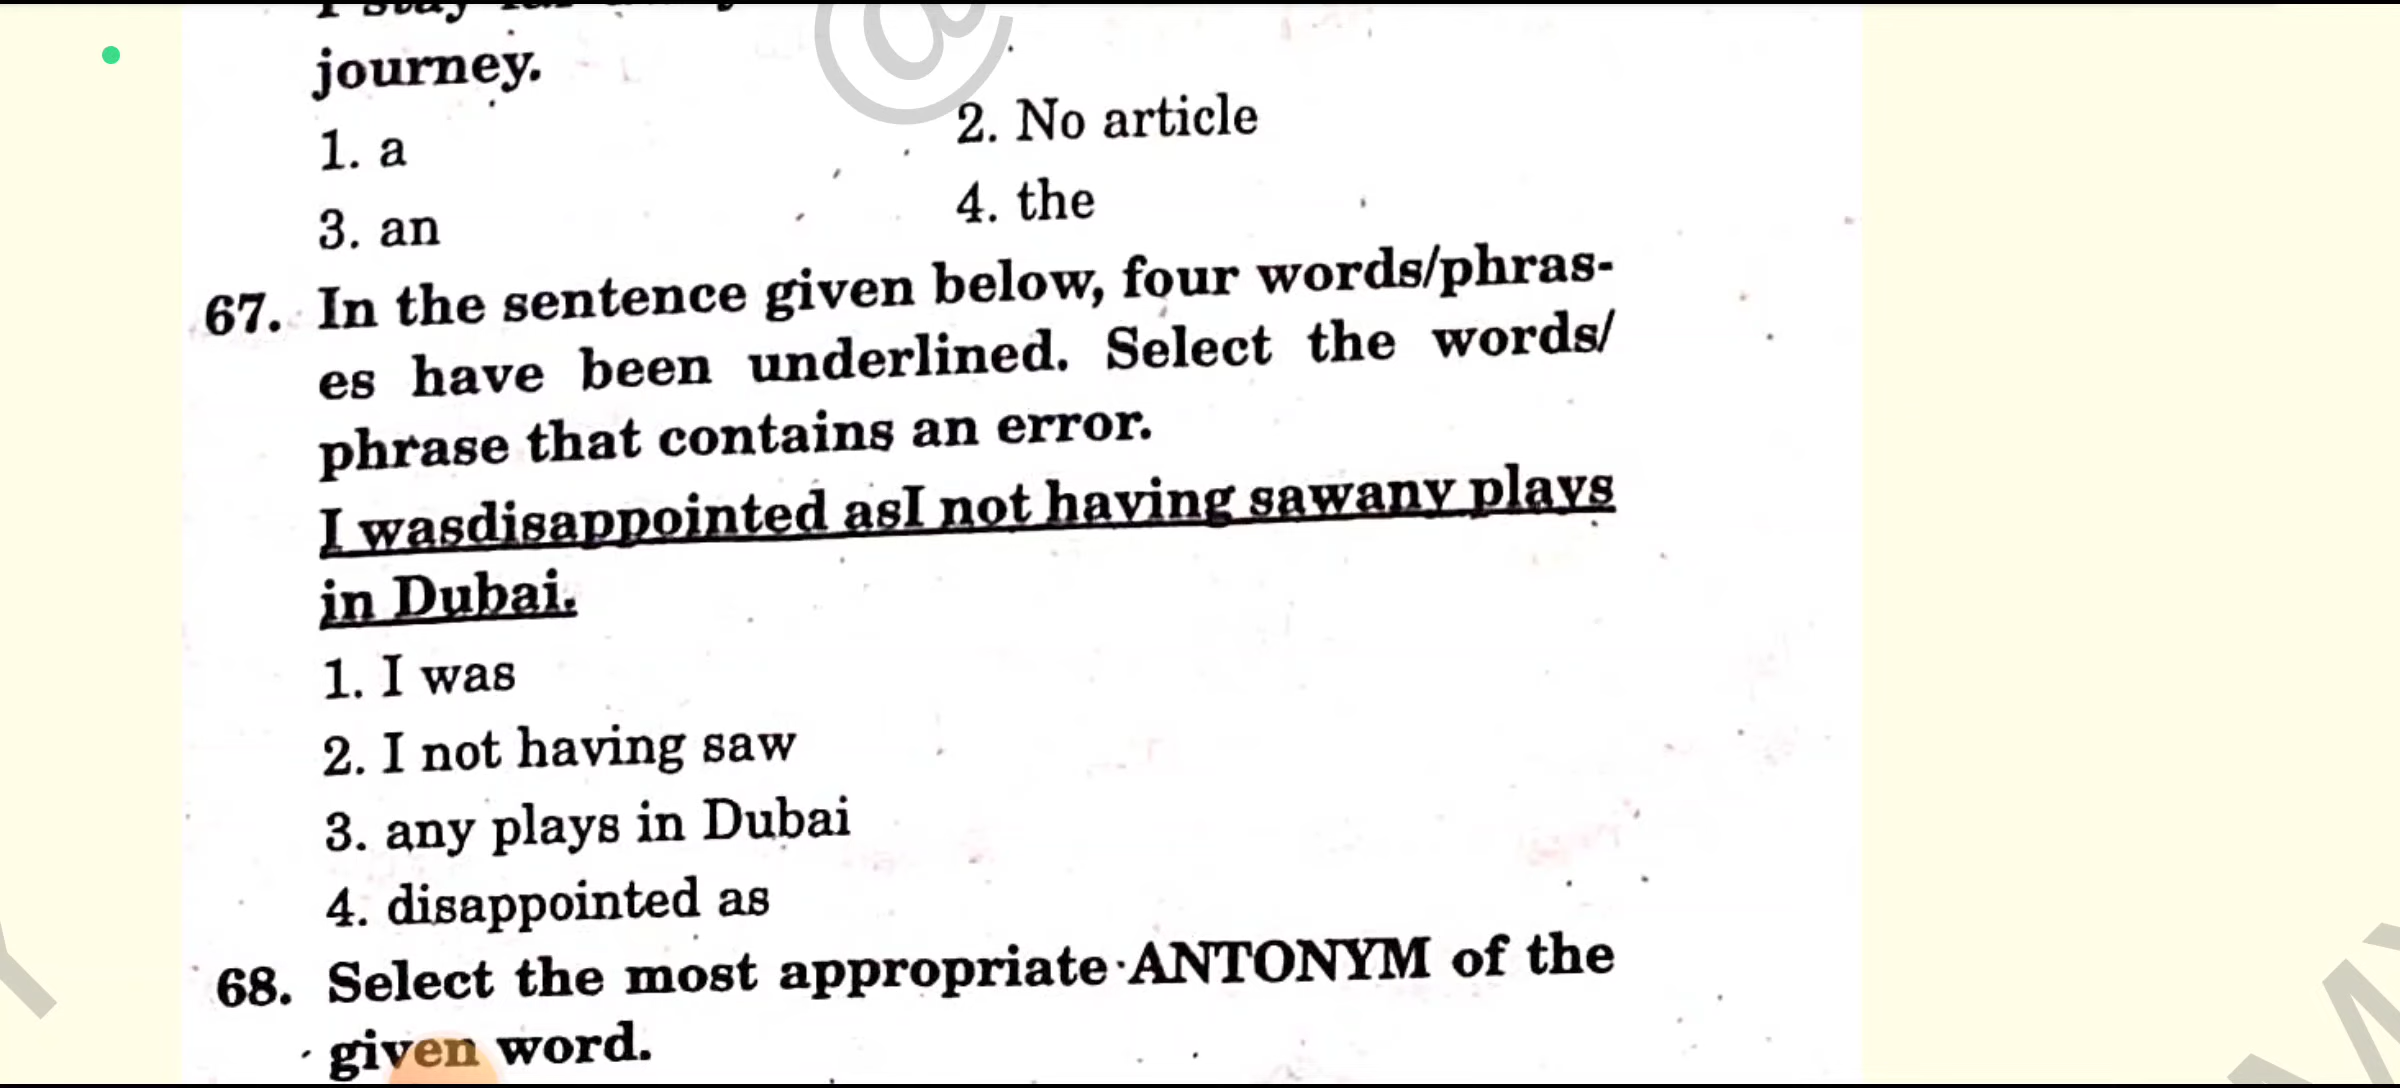 I stay
journey.
1. a
2. No article
3. an
4. the
67. In the sentence given below, four words/phras-
es have been underlined. Select the words/
phrase that contains an error.
I wasdisappointed asI not having sawany plays
in Dubai.
1. I was
2. I not having saw
3. any plays in Dubai
4. disappointed as
68. Select the most appropriate ANTONYM of the
given word.
@
Y
MY